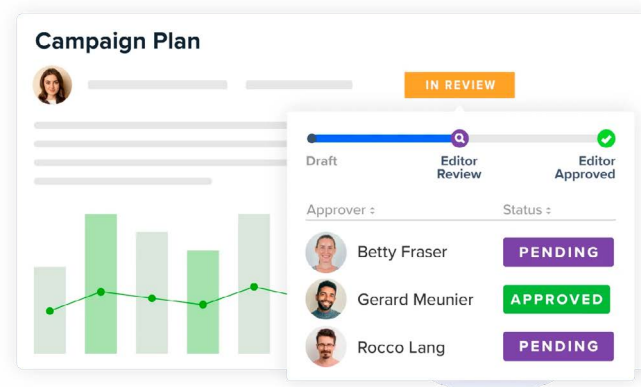 Campaign Plan
IN REVIEW
Draft
Editor
Review
Editor
Approved
Approver
Status
Betty Fraser
PENDING
Gerard Meunier
APPROVED
Rocco Lang
PENDING